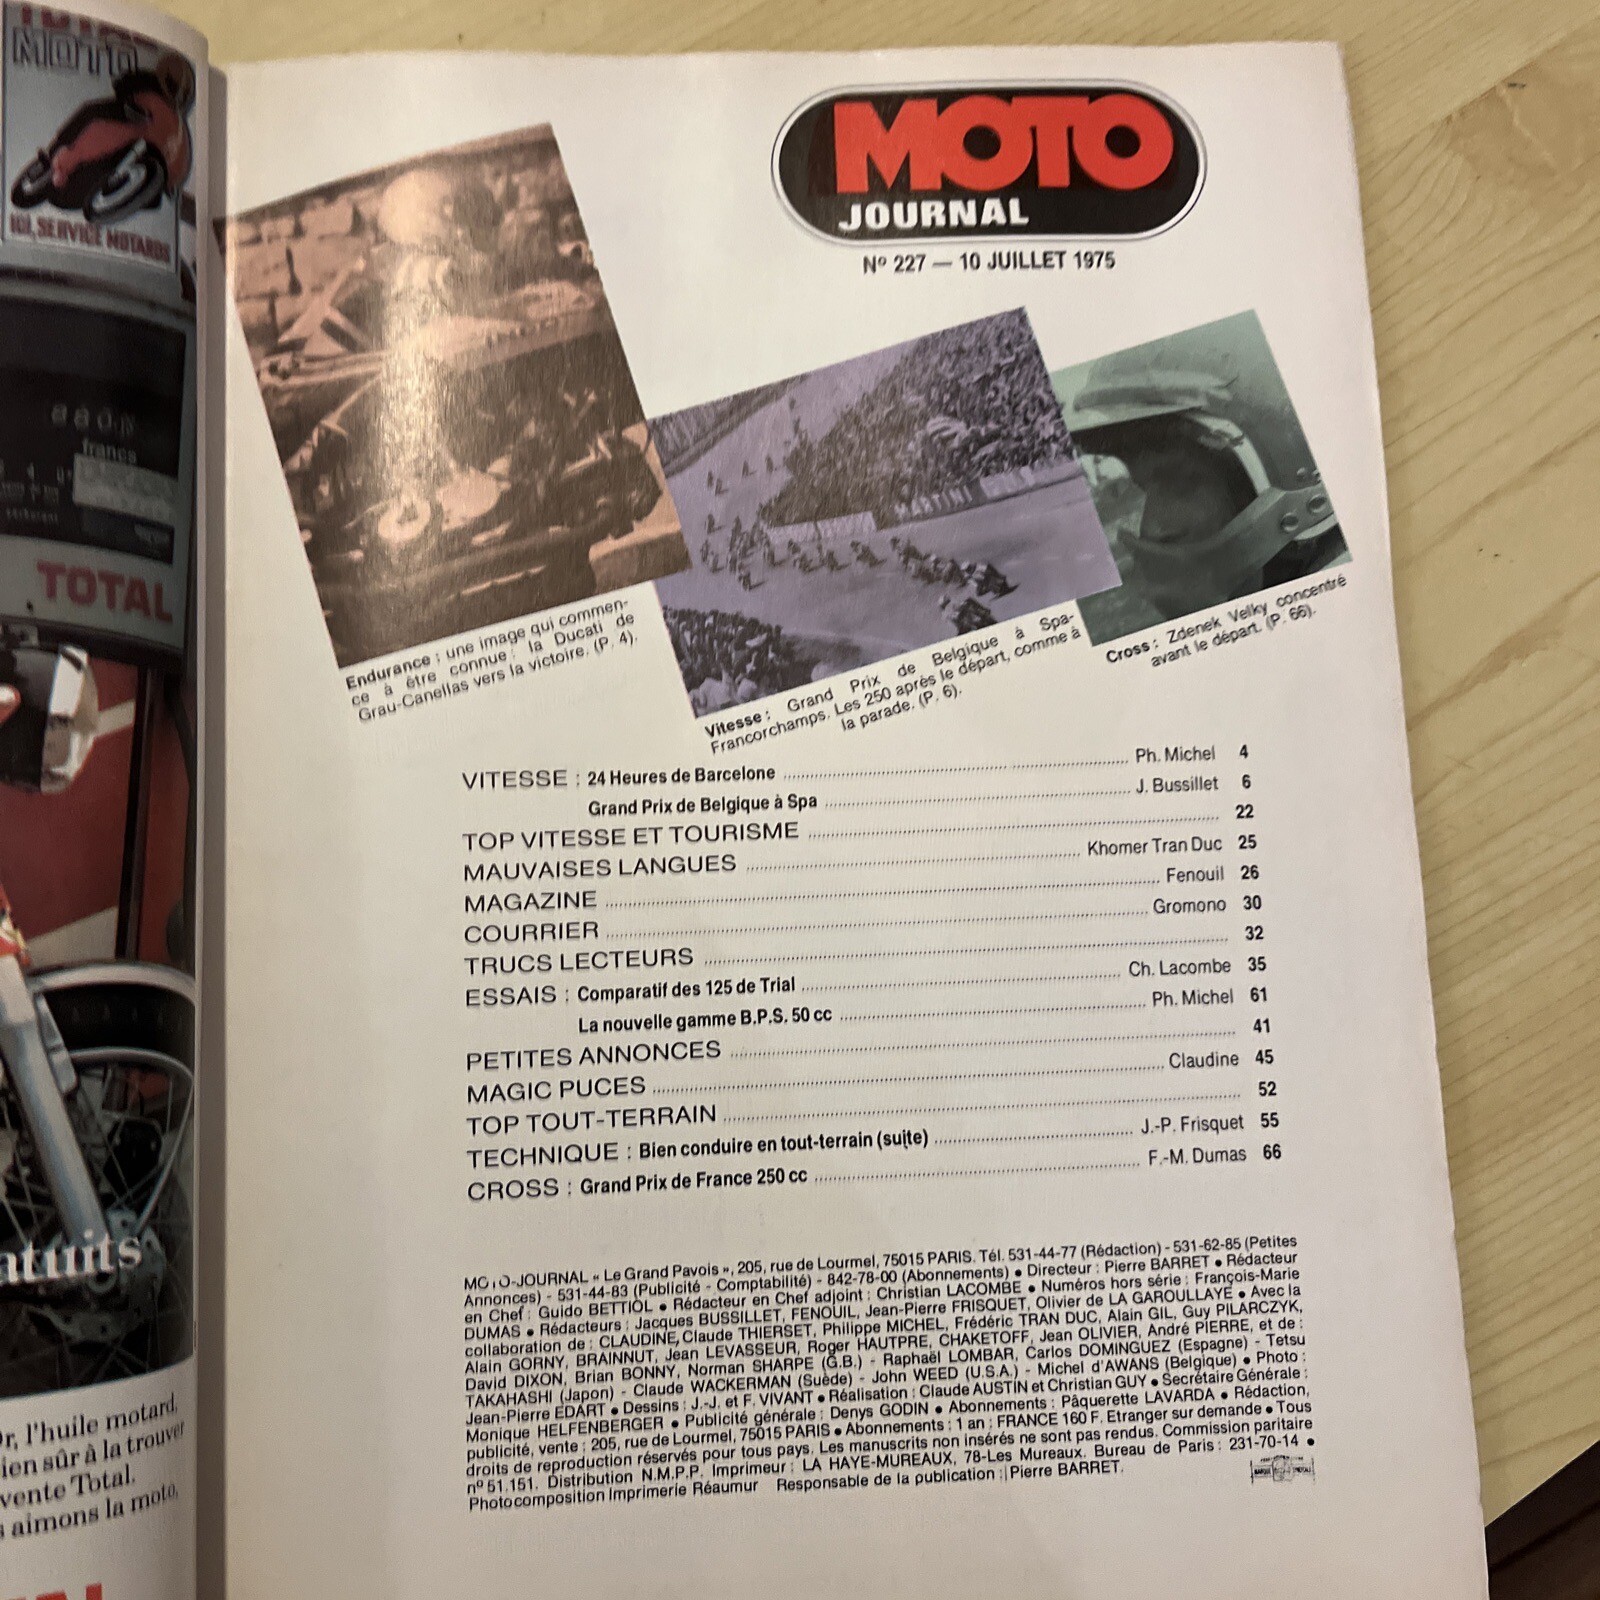 TOTAL
MOTO
ICI, SERVICE MOTARDS
francs
TOTAL
atuits
Or, l'huile motard,
ien sûr à la trouver
vente Total.
s aimons la moto,
MOTO
JOURNAL
Nº 227 — 10 JUILLET 1975
MARTINI
Endurance : une image qui commen-
ce à être connue : la Ducati de
Grau-Canellas vers la victoire. (P. 4).
Vitesse : Grand Prix de Belgique à Spa-
Francorchamps. Les 250 après le départ, comme à
la parade. (P. 6).
Cross : Zdenek Velky concentré
avant le départ. (P. 66).
VITESSE : 24 Heures de Barcelone Ph. Michel 4
Grand Prix de Belgique à Spa J. Bussillet 6
TOP VITESSE ET TOURISME 22
MAUVAISES LANGUES Khomer Tran Duc 25
MAGAZINE Fenouil 26
COURRIER Gromono 30
TRUCS LECTEURS 32
ESSAIS : Comparatif des 125 de Trial Ch. Lacombe 35
La nouvelle gamme B.P.S. 50 cc Ph. Michel 61
PETITES ANNONCES 41
MAGIC PUCES Claudine 45
TOP TOUT-TERRAIN 52
TECHNIQUE : Bien conduire en tout-terrain (suite) J.-P. Frisquet 55
CROSS : Grand Prix de France 250 cc F.-M. Dumas 66
MOTO-JOURNAL « Le Grand Pavois », 205, rue de Lourmel, 75015 PARIS. Tél. 531-44-77 (Rédaction) - 531-62-85 (Petites
Annonces) - 531-44-83 (Publicité - Comptabilité) - 842-78-00 (Abonnements) • Directeur : Pierre BARRET • Rédacteur
en Chef : Guido BETTIOL • Rédacteur en Chef adjoint : Christian LACOMBE • Numéros hors série : François-Marie
DUMAS • Rédacteurs : Jacques BUSSILLET, FENOUIL, Jean-Pierre FRISQUET, Olivier de LA GAROULLAYE • Avec la
collaboration de : CLAUDINE, Claude THIERSET, Philippe MICHEL, Frédéric TRAN DUC, Alain GIL, Guy PILARCZYK,
Alain GORNY, BRAINNUT, Jean LEVASSEUR, Roger HAUTPRE, CHAKETOFF, Jean OLIVIER, André PIERRE, et de :
David DIXON, Brian BONNY, Norman SHARPE (G.B.) - Raphaël LOMBAR, Carlos DOMINGUEZ (Espagne) - Tetsu
TAKAHASHI (Japon) - Claude WACKERMAN (Suède) - John WEED (U.S.A.) - Michel d'AWANS (Belgique) • Photo :
Jean-Pierre EDART • Dessins : J.-J. et F. VIVANT • Réalisation : Claude AUSTIN et Christian GUY • Secrétaire Générale :
Monique HELFENBERGER • Publicité générale : Denys GODIN • Abonnements : Pâquerette LAVARDA • Rédaction,
publicité, vente : 205, rue de Lourmel, 75015 PARIS • Abonnements : 1 an : FRANCE 160 F. Etranger sur demande • Tous
droits de reproduction réservés pour tous pays. Les manuscrits non insérés ne sont pas rendus. Commission paritaire
nº 51.151. Distribution N.M.P.P. Imprimeur : LA HAYE-MUREAUX, 78-Les Mureaux. Bureau de Paris : 231-70-14 •
Photocomposition Imprimerie Réaumur Responsable de la publication : Pierre BARRET.